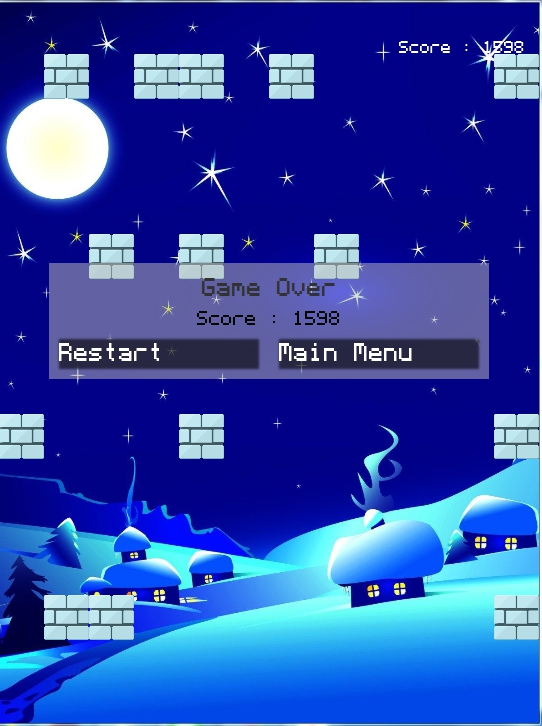 Score : 1598
Game Over
Score : 1598
Restart
Main Menu